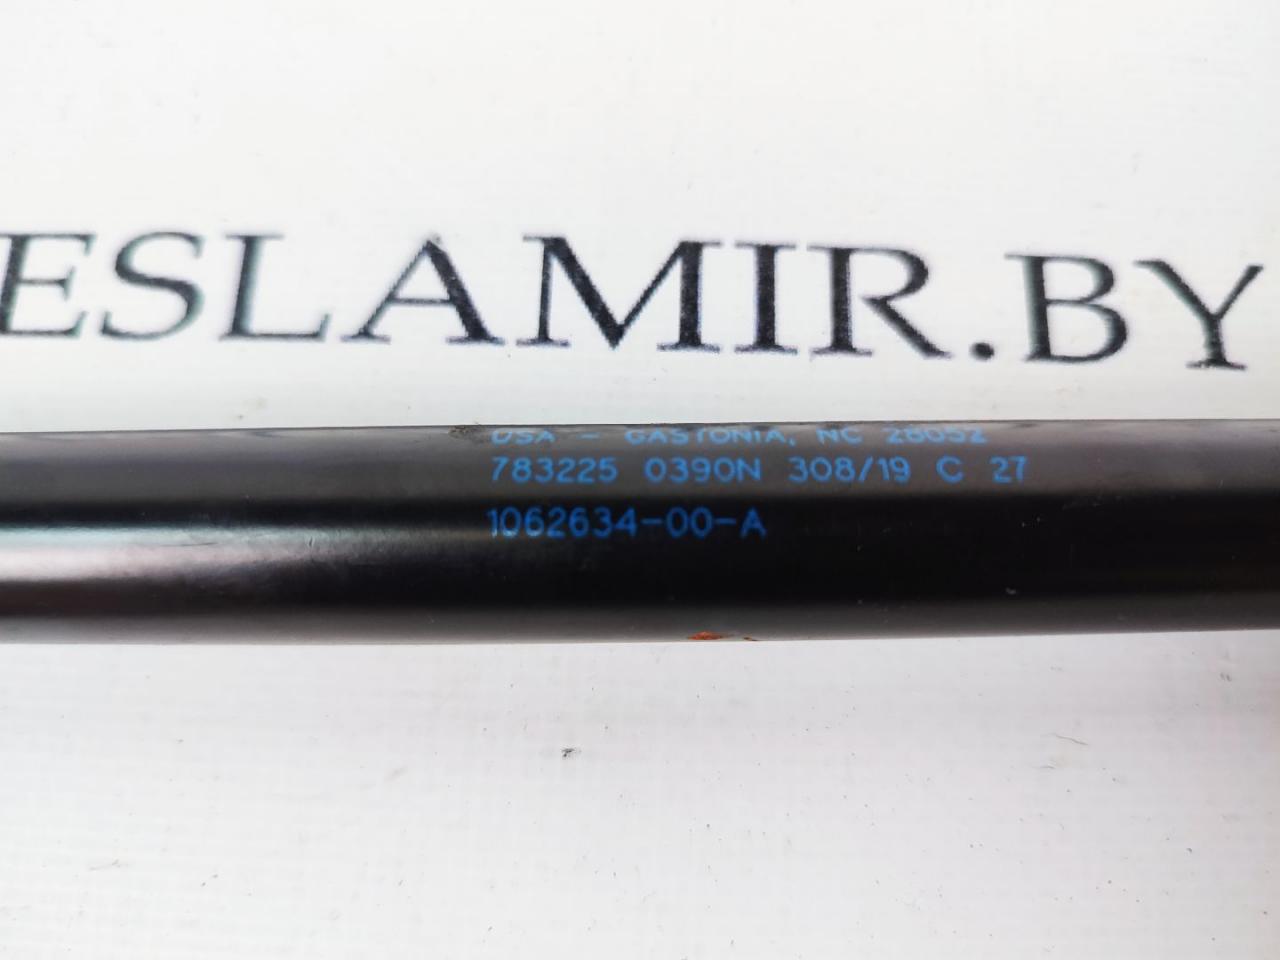 ESLAMIR.BY
USA - GASTONIA, NC 28052
783225 0390N 308/19 C 27
1062634-00-A